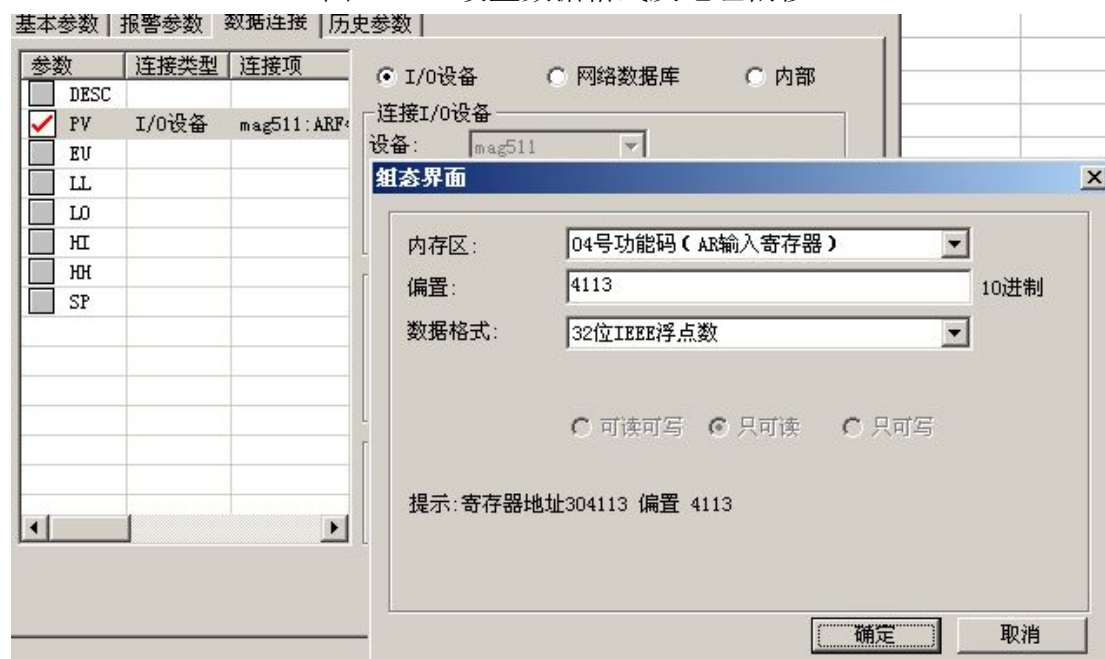 基本参数 报警参数 数据连接 历史参数
参数 连接类型 连接项
DESC
PV I/O设备 mag511:ARF
EU
LL
LO
HI
HH
SP
I/O设备 网络数据库 内部
连接I/O设备
设备: mag511
组态界面
内存区: 04号功能码(AR输入寄存器)
偏置: 4113 10进制
数据格式: 32位IEEE浮点数
可读可写 只可读 只可写
提示:寄存器地址304113 偏置 4113
确定 取消